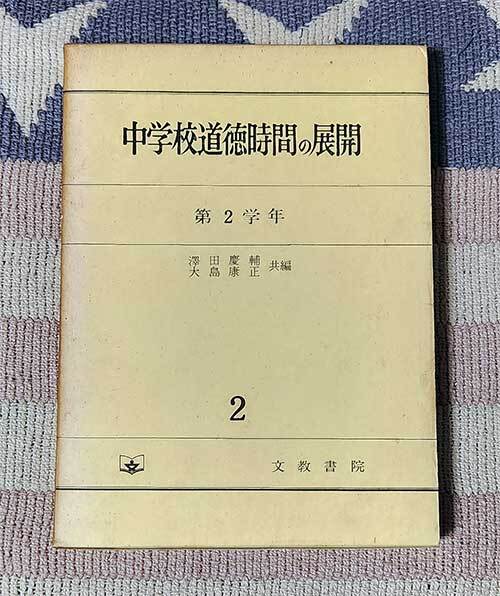 中学校道徳時間の展開
第2学年
澤田慶輔
大島康正 共編
2
文教書院